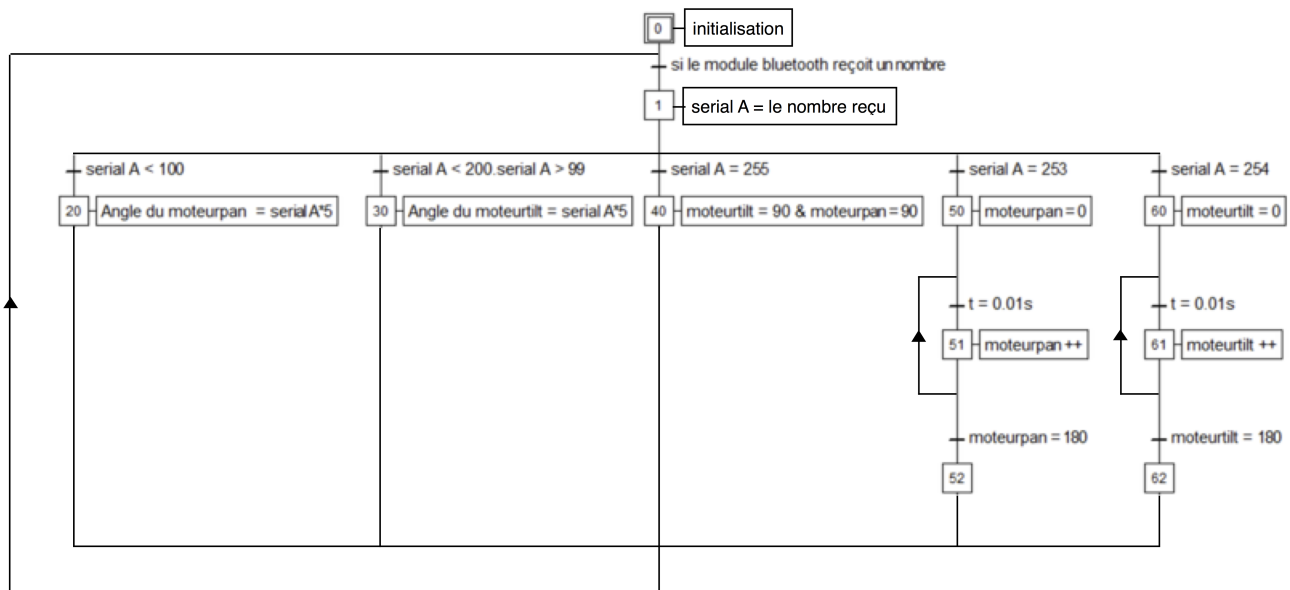 0 initialisation
si le module bluetooth reçoit un nombre
1 serial A = le nombre reçu
serial A < 100 serial A < 200.serial A > 99 serial A = 255 serial A = 253 serial A = 254
20 Angle du moteurpan = serialA*5 30 Angle du moteurtilt = serial A*5 40 moteurtilt = 90 & moteurpan = 90 50 moteurpan = 0 60 moteurtilt = 0
t = 0.01s t = 0.01s
51 moteurpan ++ 61 moteurtilt ++
moteurpan = 180 moteurtilt = 180
52 62